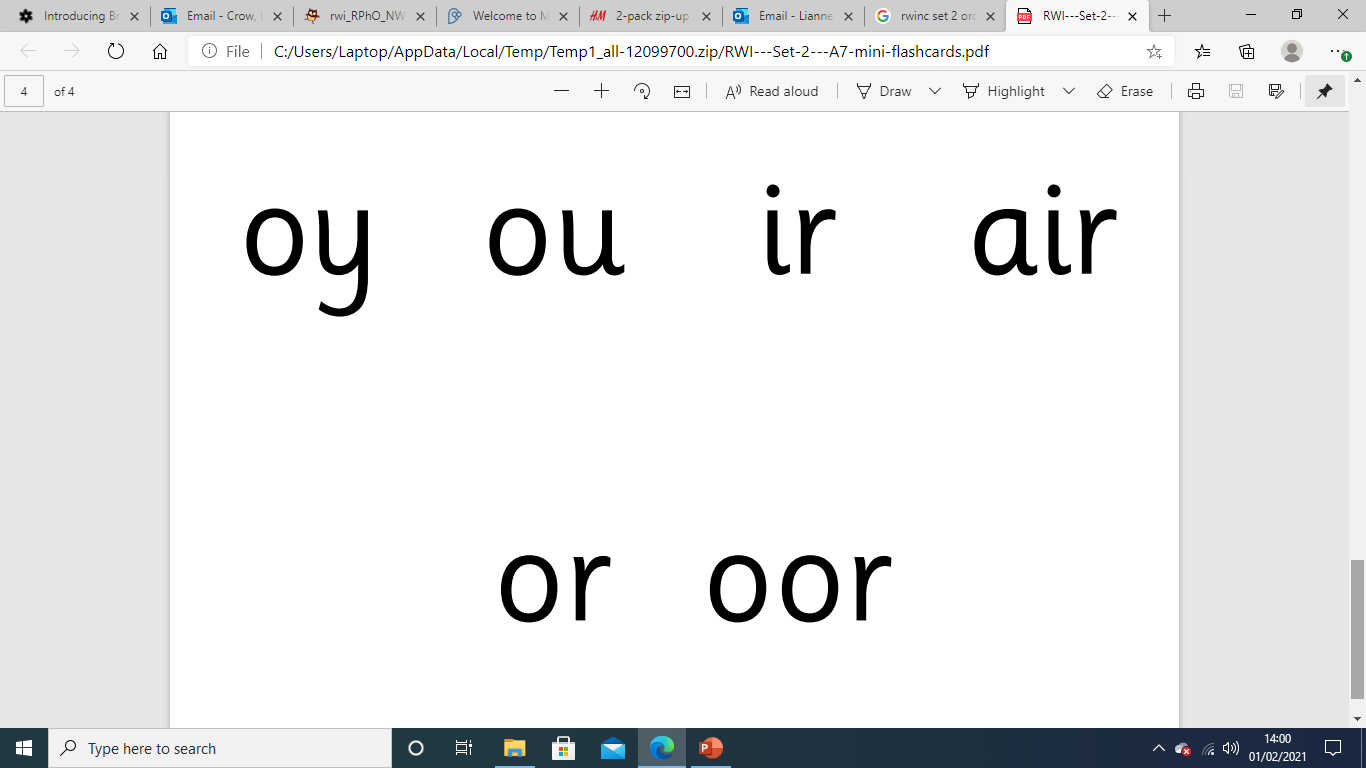 Introducing Br
Email - Crow, L
rwi_RPhO_NW
Welcome to M
H&M 2-pack zip-up
Email - Lianne
G rwinc set 2 ord
PDF RWI---Set-2--
File C:/Users/Laptop/AppData/Local/Temp/Temp1_all-12099700.zip/RWI---Set-2---A7-mini-flashcards.pdf
4 of 4 Read aloud Draw Highlight Erase
oy ou ir air
or oor
Type here to search
14:00
01/02/2021